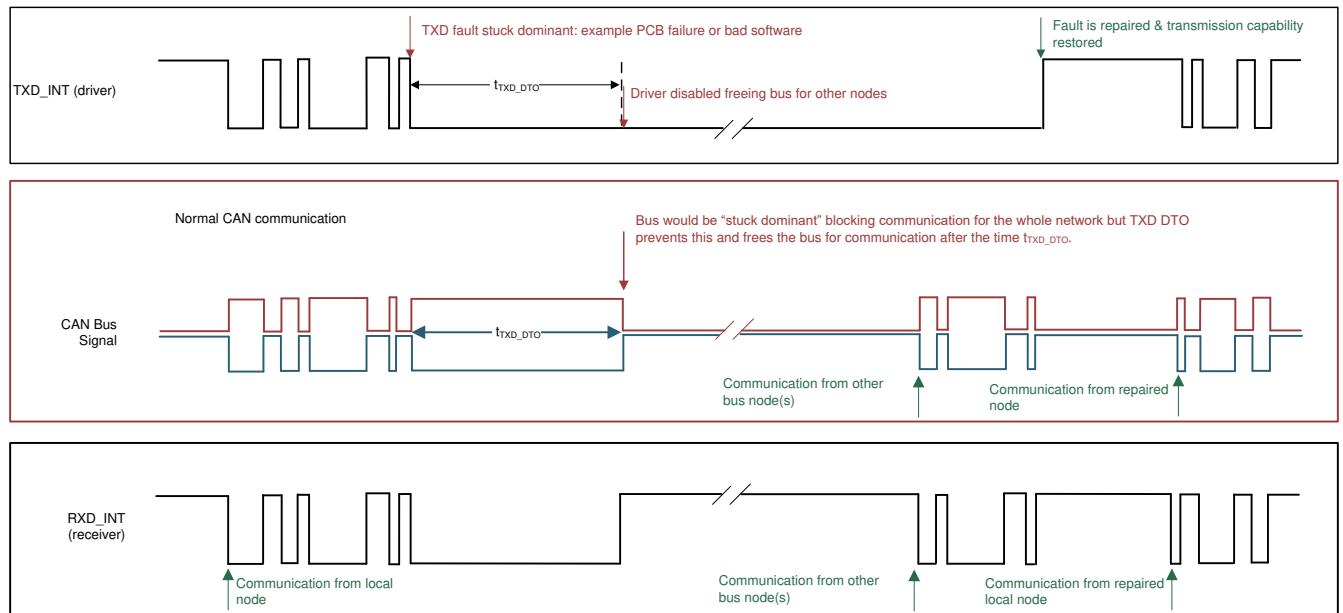 TXD fault stuck dominant: example PCB failure or bad software
Fault is repaired & transmission capability
restored
TXD_INT (driver)
tTXD_DTO
Driver disabled freeing bus for other nodes
Normal CAN communication
Bus would be “stuck dominant” blocking communication for the whole network but TXD DTO
prevents this and frees the bus for communication after the time tTXD_DTO.
CAN Bus
Signal
tTXD_DTO
Communication from other
bus node(s)
Communication from repaired
node
RXD_INT
(receiver)
Communication from local
node
Communication from other
bus node(s)
Communication from repaired
local node